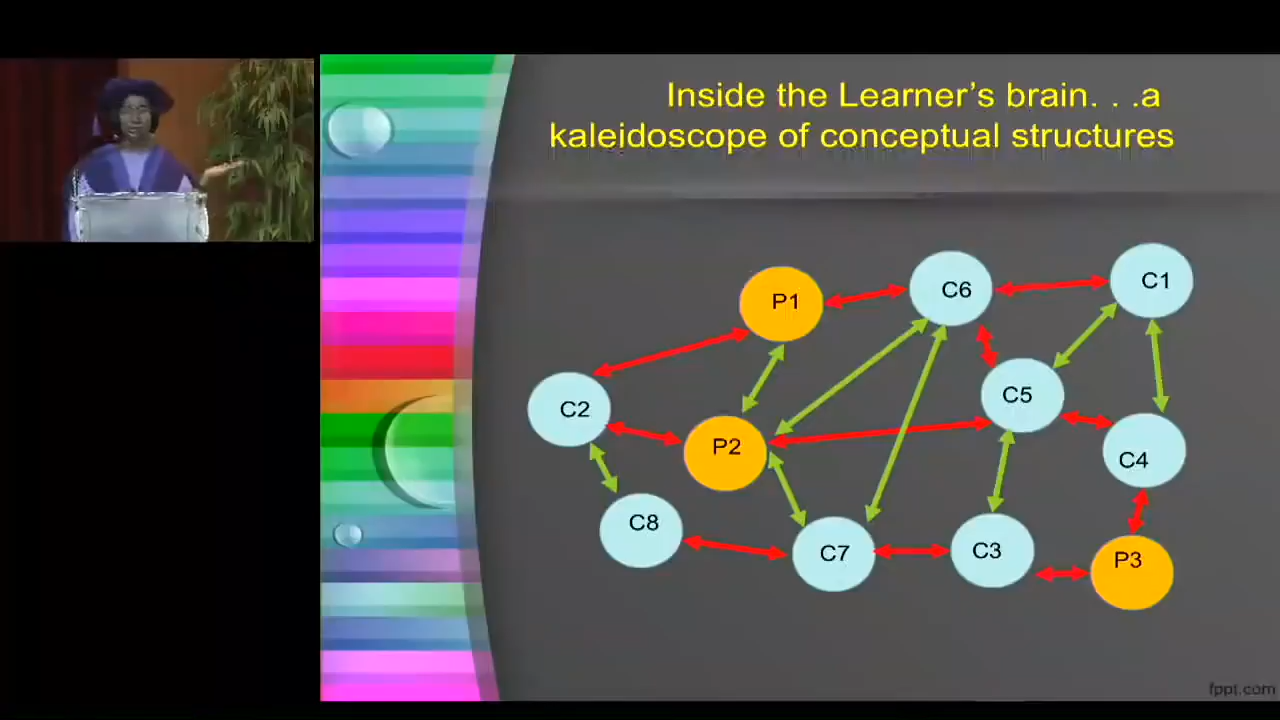 Inside the Learner's brain. . .a
kaleidoscope of conceptual structures
P1
C6
C1
C2
P2
C5
C4
C8
C7
C3
P3
fppt.com